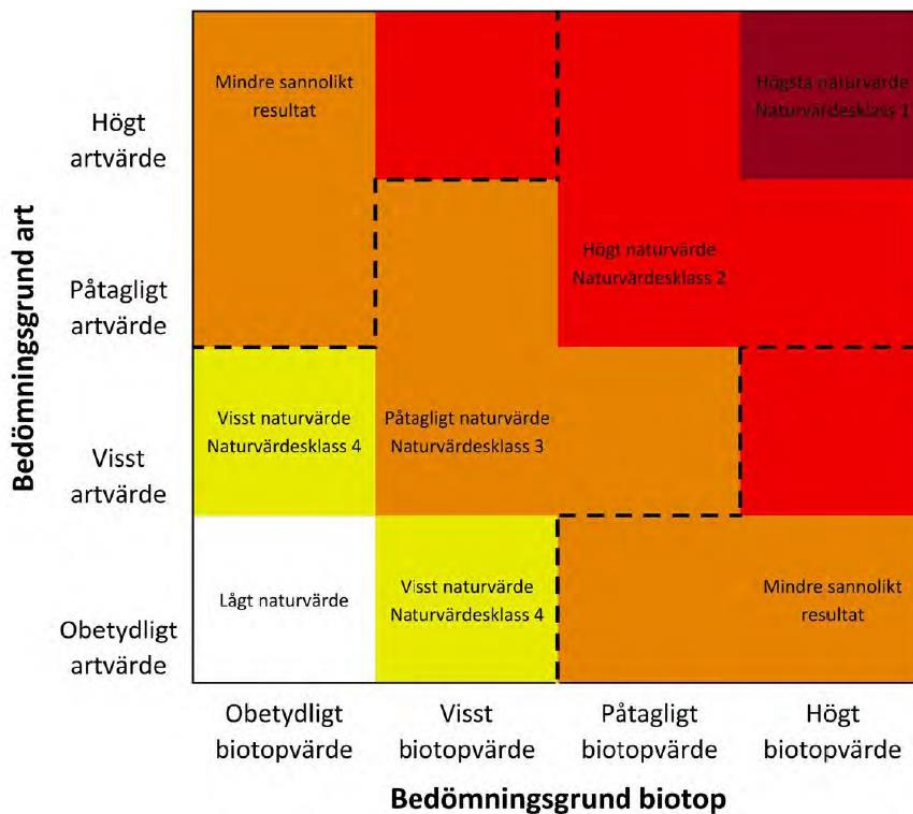 Bedömningsgrund art
Högt
artvärde
Påtagligt
artvärde
Visst
artvärde
Obetydligt
artvärde
Mindre sannolikt
resultat
Högsta naturvärde
Naturvärdesklass 1
Högt naturvärde
Naturvärdesklass 2
Visst naturvärde
Naturvärdesklass 4
Påtagligt naturvärde
Naturvärdesklass 3
Lågt naturvärde
Visst naturvärde
Naturvärdesklass 4
Mindre sannolikt
resultat
Obetydligt
biotopvärde
Visst
biotopvärde
Påtagligt
biotopvärde
Högt
biotopvärde
Bedömningsgrund biotop